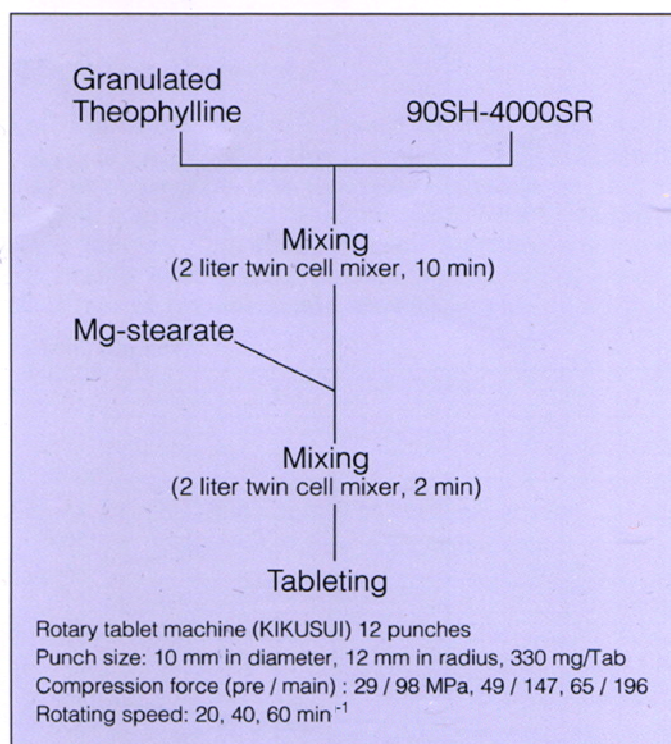 Granulated
Theophylline
90SH-4000SR
Mixing
(2 liter twin cell mixer, 10 min)
Mg-stearate
Mixing
(2 liter twin cell mixer, 2 min)
Tableting
Rotary tablet machine (KIKUSUI) 12 punches
Punch size: 10 mm in diameter, 12 mm in radius, 330 mg/Tab
Compression force (pre / main) : 29 / 98 MPa, 49 / 147, 65 / 196
Rotating speed: 20, 40, 60 min⁻¹